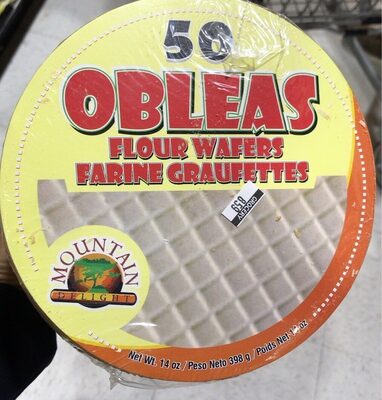 50
OBLEAS
FLOUR WAFERS
FARINE GRAUFETTES
GROCERY
MOUNTAIN
DELIGHT
Net Wt. 14 oz / Peso Neto 398 g / Poids Net 14 oz